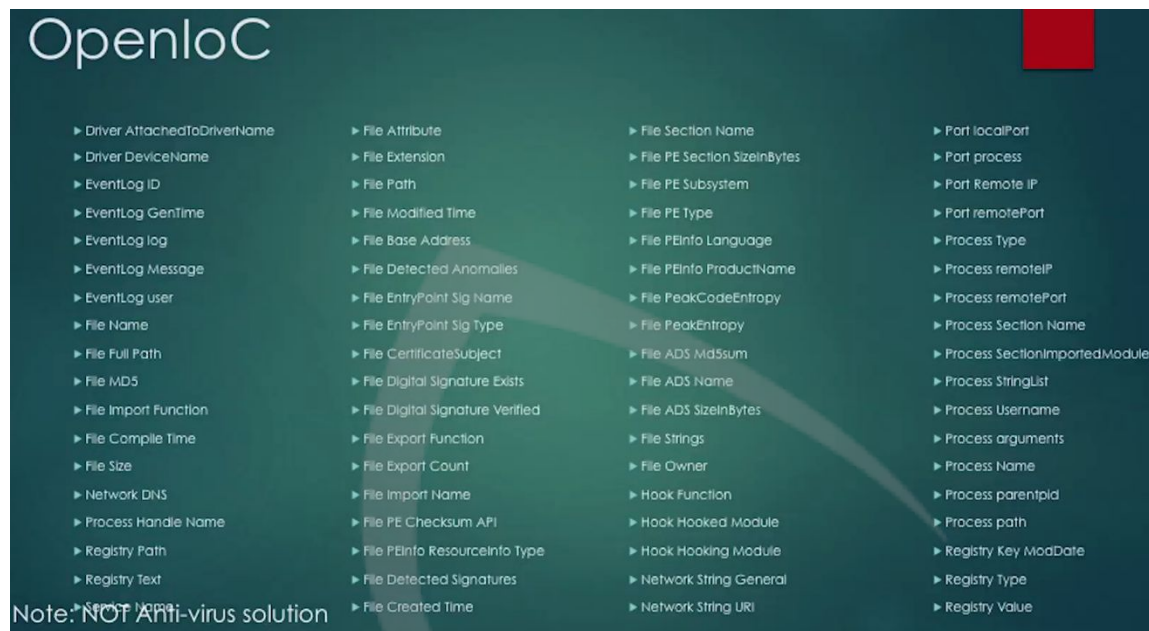 OpenIoC
Driver AttachedToDriverName
Driver DeviceName
EventLog ID
EventLog GenTime
EventLog log
EventLog Message
EventLog user
File Name
File Full Path
File MD5
File Import Function
File Compile Time
File Size
Network DNS
Process Handle Name
Registry Path
Registry Text
Service Name
Note: NOT Anti-virus solution
File Attribute
File Extension
File Path
File Modified Time
File Base Address
File Detected Anomalies
File EntryPoint Sig Name
File EntryPoint Sig Type
File CertificateSubject
File Digital Signature Exists
File Digital Signature Verified
File Export Function
File Export Count
File Import Name
File PE Checksum API
File PEInfo ResourceInfo Type
File Detected Signatures
File Created Time
File Section Name
File PE Section SizeInBytes
File PE Subsystem
File PE Type
File PEInfo Language
File PEInfo ProductName
File PeakCodeEntropy
File PeakEntropy
File ADS Md5sum
File ADS Name
File ADS SizeInBytes
File Strings
File Owner
Hook Function
Hook Hooked Module
Hook Hooking Module
Network String General
Network String URI
Port localPort
Port process
Port Remote IP
Port remotePort
Process Type
Process remoteIP
Process remotePort
Process Section Name
Process SectionImportedModule
Process StringList
Process Username
Process arguments
Process Name
Process parentpid
Process path
Registry Key ModDate
Registry Type
Registry Value